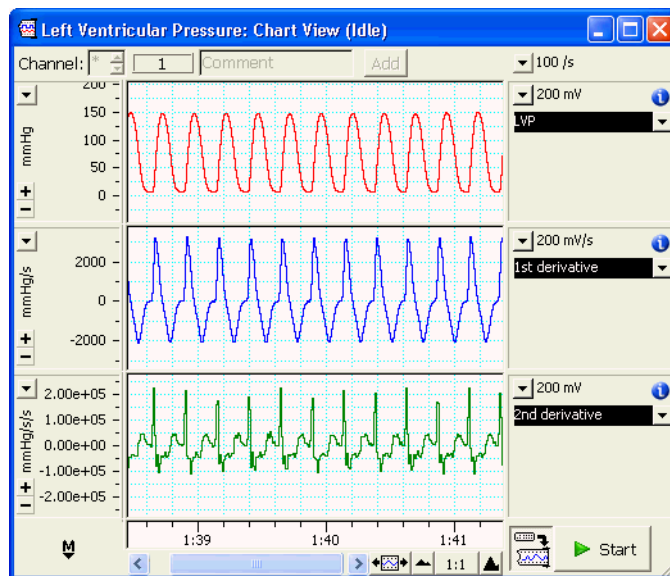 Left Ventricular Pressure: Chart View (Idle)
Channel: * 1 Comment Add 100 /s
200 mV
LVP
200
150
100
50
0
mmHg
200 mV/s
1st derivative
2000
0
-2000
mmHg/s
200 mV
2nd derivative
2.00e+05
1.00e+05
0.00e+00
-1.00e+05
-2.00e+05
mmHg/s/s
1:39 1:40 1:41
M
1:1
Start